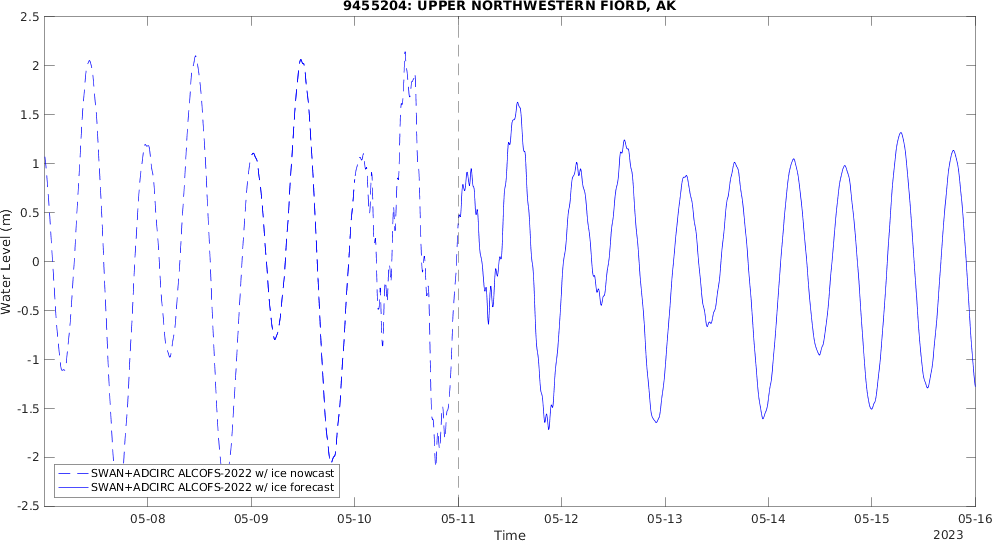 9455204: UPPER NORTHWESTERN FIORD, AK
2.5
2
1.5
1
0.5
0
-0.5
-1
-1.5
-2
-2.5
Water Level (m)
SWAN+ADCIRC ALCOFS-2022 w/ ice nowcast
SWAN+ADCIRC ALCOFS-2022 w/ ice forecast
05-08 05-09 05-10 05-11 05-12 05-13 05-14 05-15 05-16
Time
2023